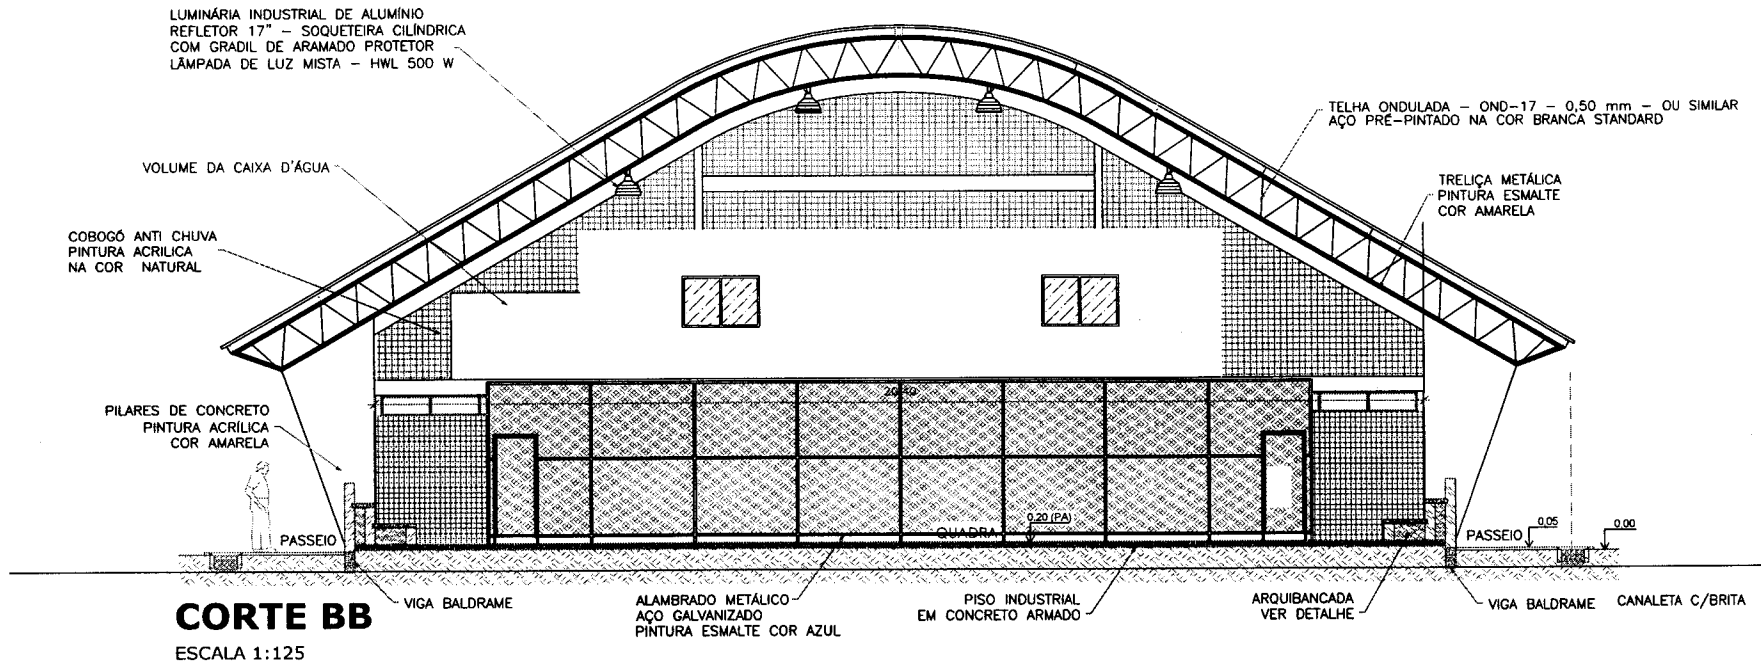 LUMINÁRIA INDUSTRIAL DE ALUMÍNIO
REFLETOR 17" - SOQUETEIRA CILÍNDRICA
COM GRADIL DE ARAMADO PROTETOR
LÂMPADA DE LUZ MISTA - HWL 500 W
TELHA ONDULADA - OND-17 - 0,50 mm - OU SIMILAR
AÇO PRÉ-PINTADO NA COR BRANCA STANDARD
VOLUME DA CAIXA D'ÁGUA
TRELIÇA METÁLICA
PINTURA ESMALTE
COR AMARELA
COBOGÓ ANTI CHUVA
PINTURA ACRILICA
NA COR NATURAL
PILARES DE CONCRETO
PINTURA ACRÍLICA
COR AMARELA
PASSEIO
QUADRA
0,20 (PA)
PASSEIO
0,05
0,00
VIGA BALDRAME
ALAMBRADO METÁLICO
AÇO GALVANIZADO
PINTURA ESMALTE COR AZUL
PISO INDUSTRIAL
EM CONCRETO ARMADO
ARQUIBANCADA
VER DETALHE
VIGA BALDRAME
CANALETA C/BRITA
CORTE BB
ESCALA 1:125